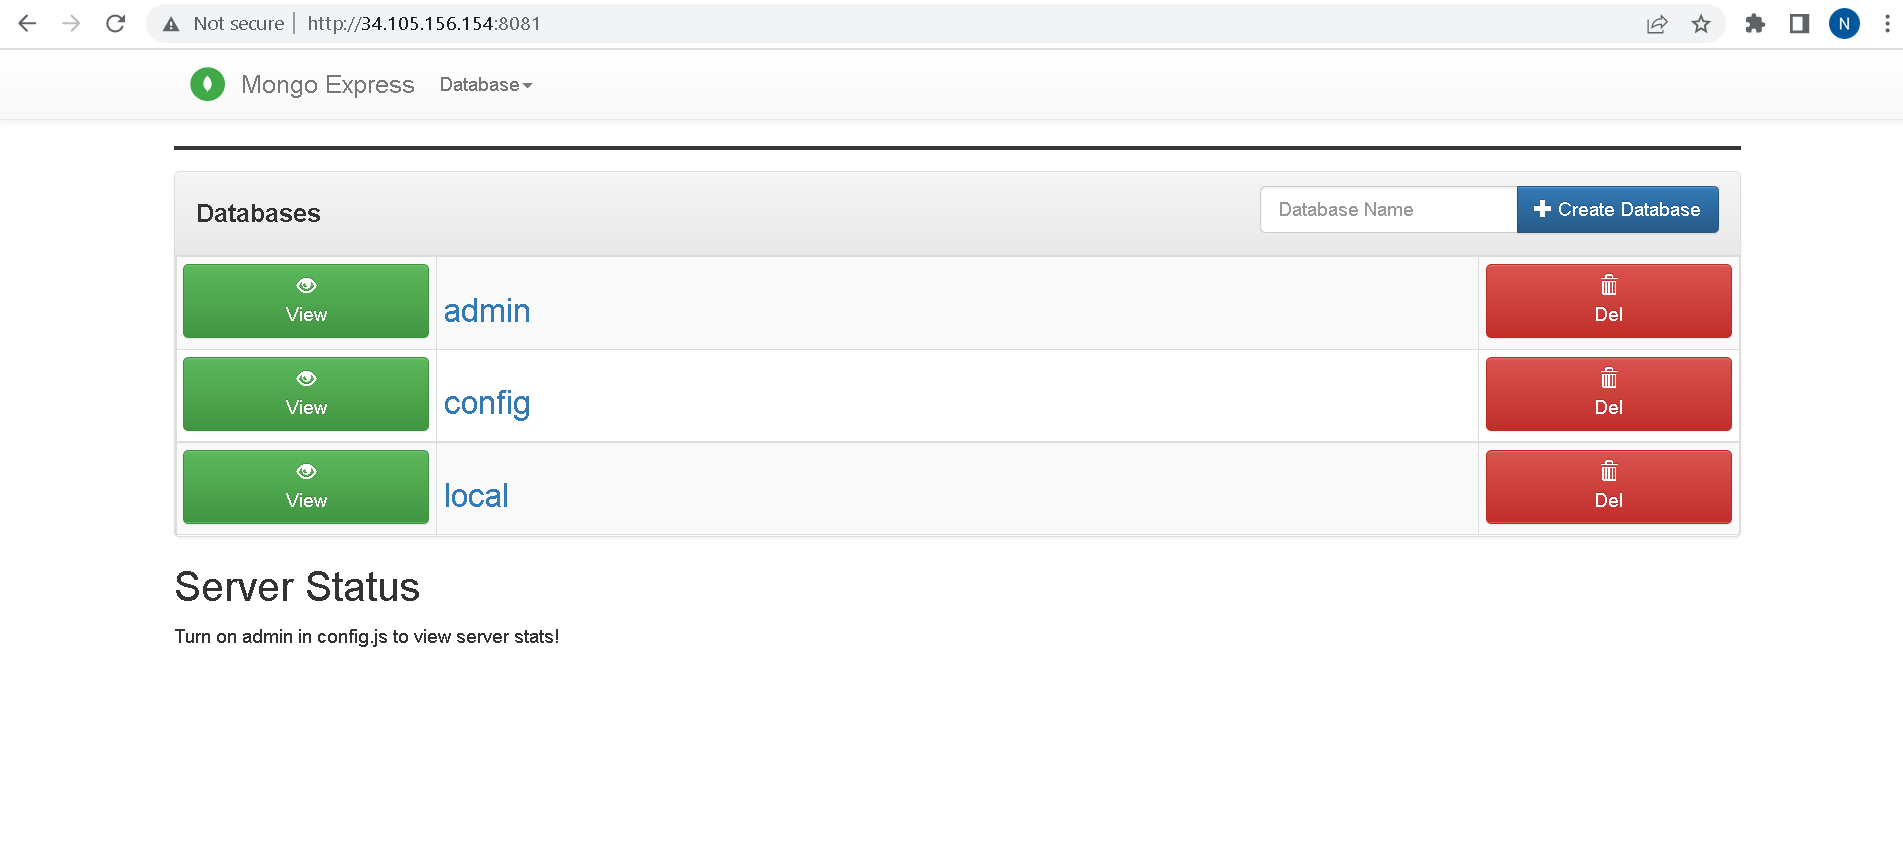 Not secure | http://34.105.156.154:8081
N
Mongo Express Database
Databases
Database Name
Create Database
View
admin
Del
View
config
Del
View
local
Del
Server Status
Turn on admin in config.js to view server stats!